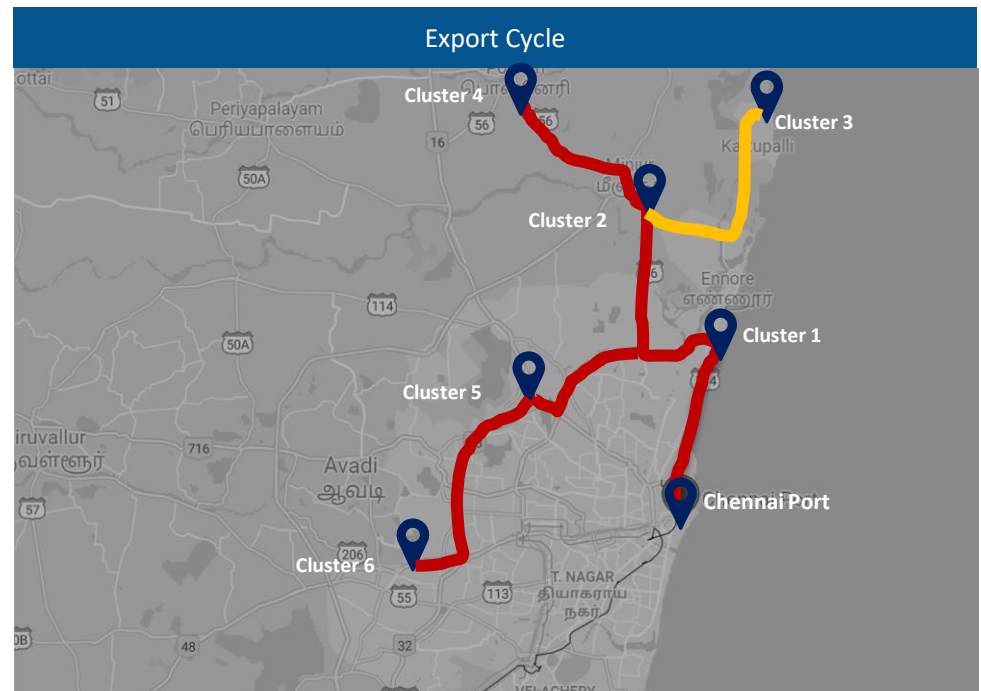 Export Cycle
51
Periyapalayam
பெரியபாளையம்
Cluster 4
56
56
16
Cluster 3
50A
Cluster 2
Ennore
எண்ணூர்
114
50A
Cluster 1
Cluster 5
716
Avadi
ஆவடி
57
Chennai Port
206
Cluster 6
55
113
T. NAGAR
தியாகராய
நகர்
32
48